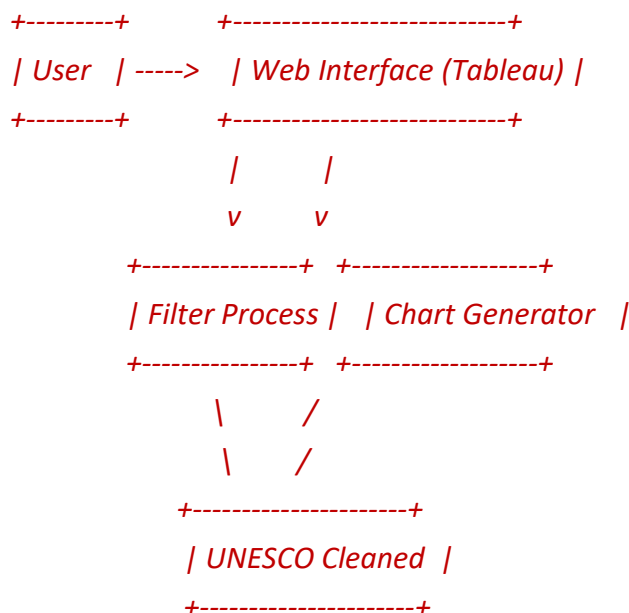 +---------+ +----------------------------+
| User | -----> | Web Interface (Tableau) |
+---------+ +----------------------------+
| |
v v
+----------------+ +-------------------+
| Filter Process | | Chart Generator |
+----------------+ +-------------------+
\ /
\ /
+----------------------+
| UNESCO Cleaned |
+----------------------+